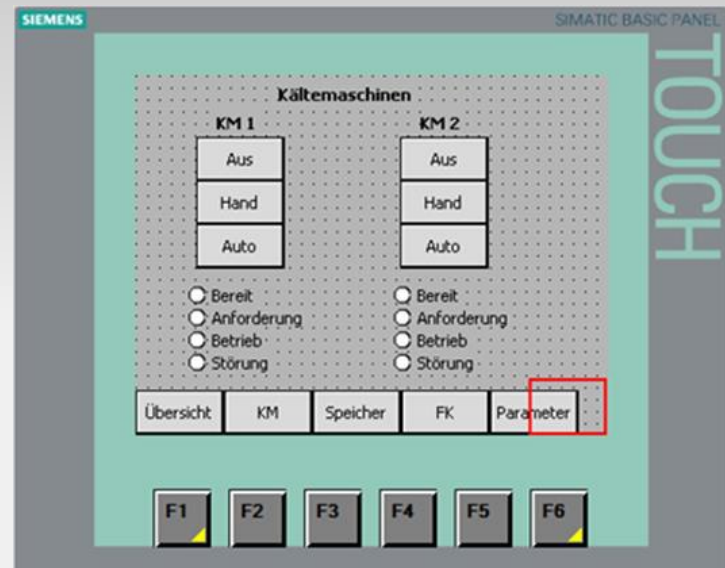 SIEMENS
SIMATIC BASIC PANEL
TOUCH
Kältemaschinen
KM 1 KM 2
Aus Aus
Hand Hand
Auto Auto
Bereit Bereit
Anforderung Anforderung
Betrieb Betrieb
Störung Störung
Übersicht KM Speicher FK Parameter
F1 F2 F3 F4 F5 F6